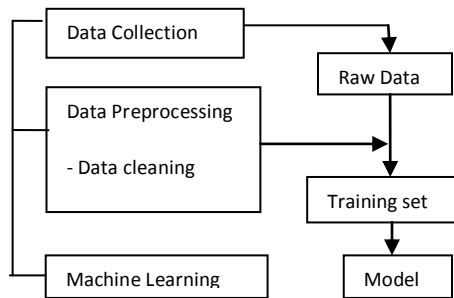 Data Collection
Raw Data
Data Preprocessing
- Data cleaning
Training set
Machine Learning
Model